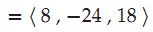 = ⟨ 8 , −24 , 18 ⟩